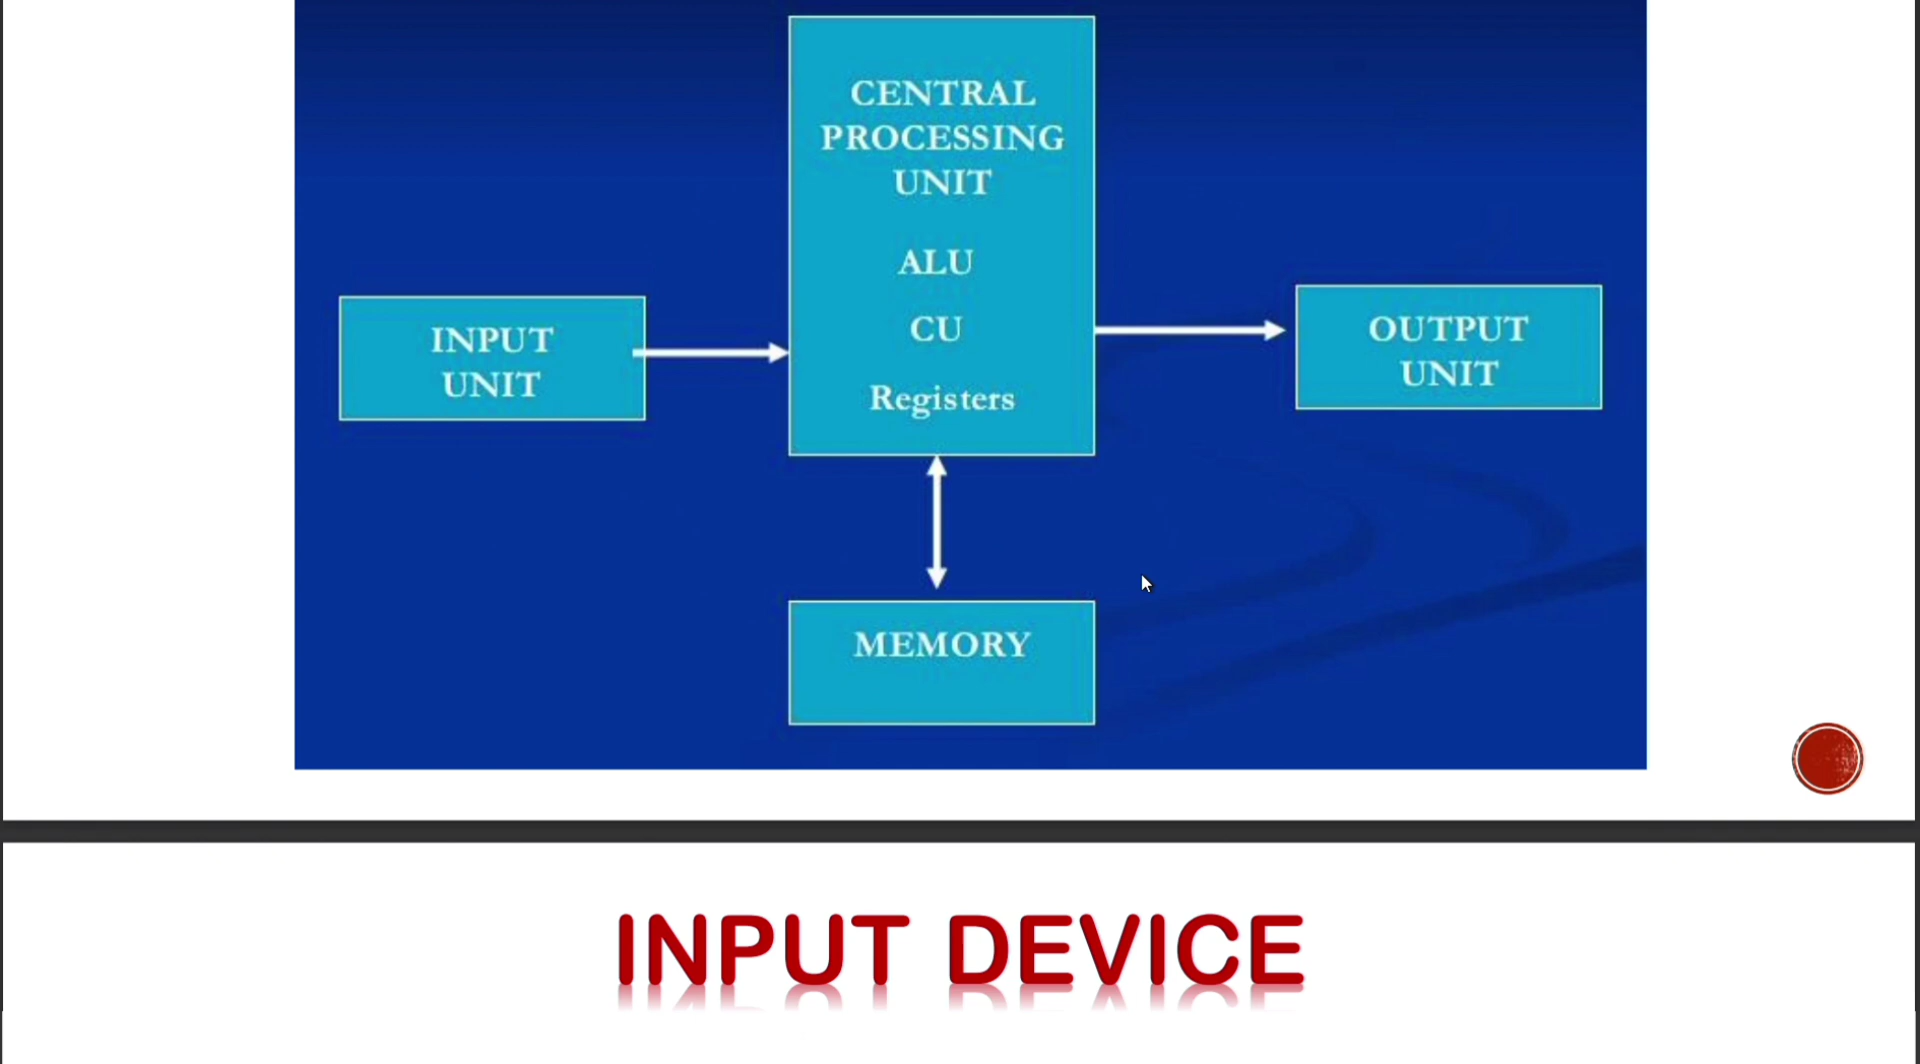 CENTRAL
PROCESSING
UNIT
ALU
CU
Registers
INPUT
UNIT
OUTPUT
UNIT
MEMORY
INPUT DEVICE